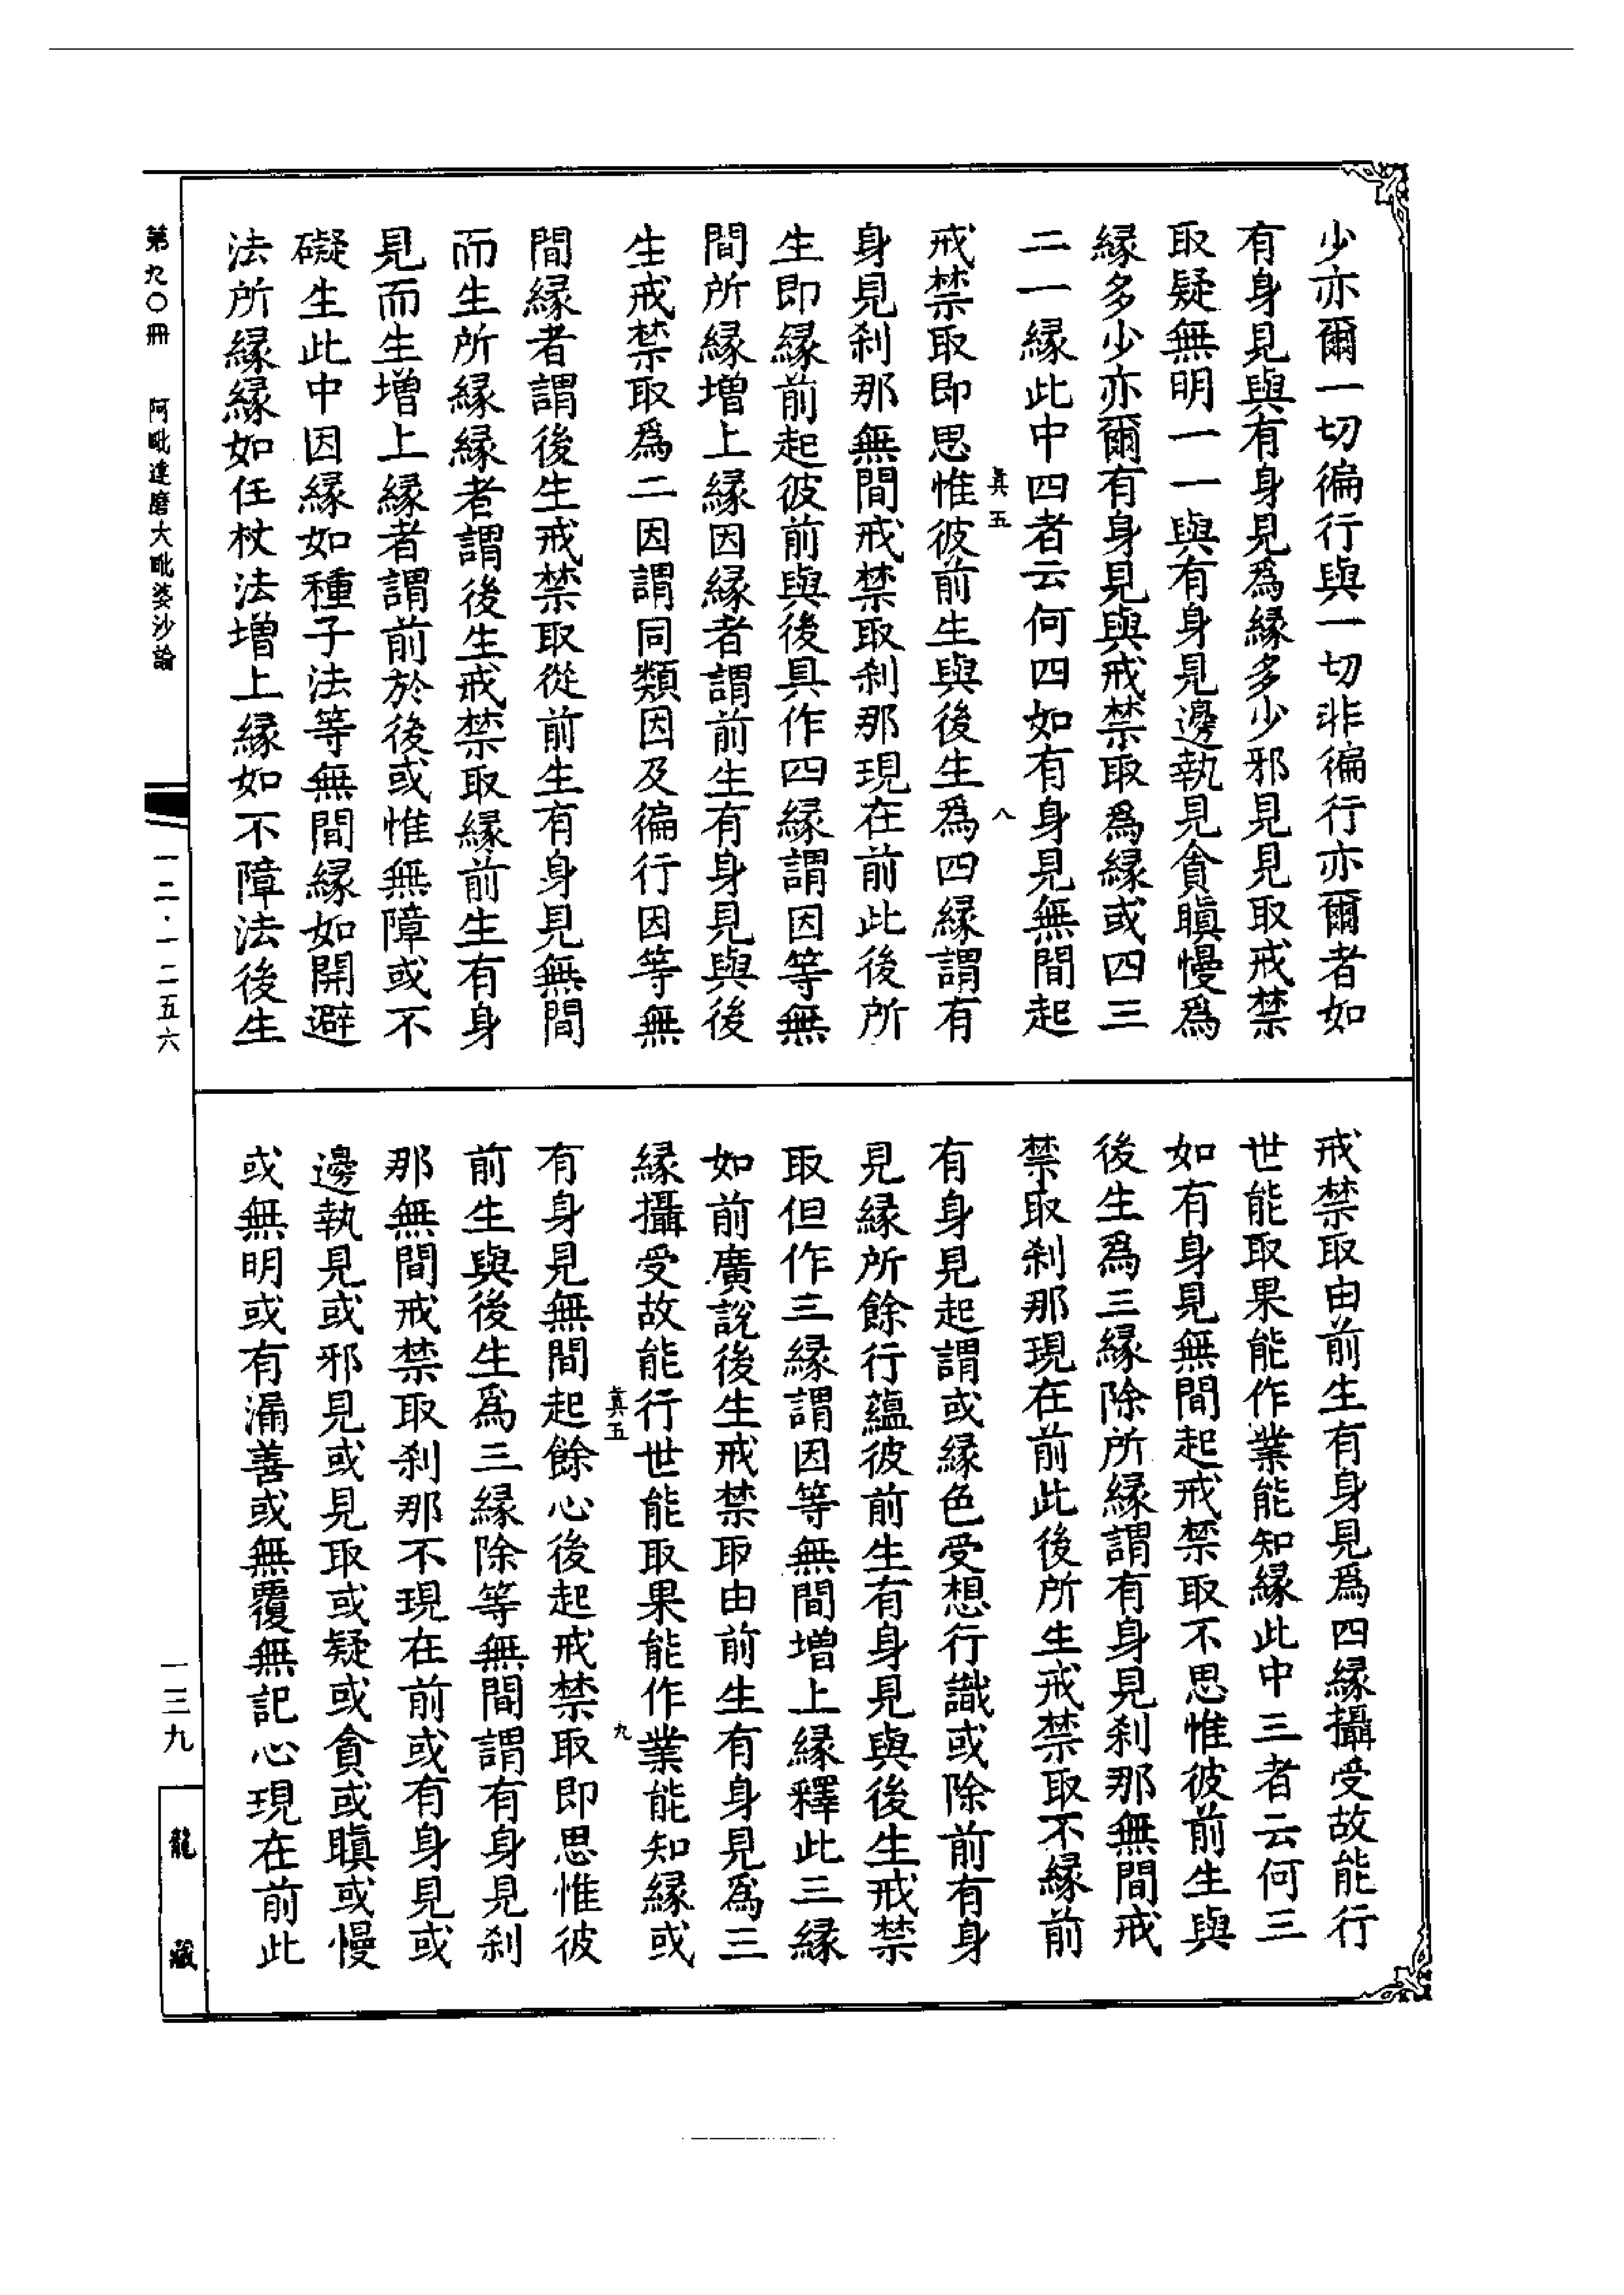 少亦爾一切徧行與一切非徧行亦爾者如
有身見與有身見爲緣多少邪見見取戒禁
取疑無明一一與有身見邊執見貪瞋慢爲
緣多少亦爾有身見與戒禁取爲緣或四三
二一緣此中四者云何四如有身見無間起
眞五 八
戒禁取即思惟彼前生與後生爲四緣謂有
身見刹那無間戒禁取刹那現在前此後所
生即緣前起彼前與後具作四緣謂因等無
間所緣增上緣因緣者謂前生有身見與後
生戒禁取爲二因謂同類因及徧行因等無
間緣者謂後生戒禁取從前生有身見無間
而生所緣緣者謂後生戒禁取緣前生有身
見而生增上緣者謂前於後或惟無障或不
礙生此中因緣如種子法等無間緣如開避
法所緣緣如任杖法增上緣如不障法後生
戒禁取由前生有身見爲四緣攝受故能行
世能取果能作業能知緣此中三者云何三
如有身見無間起戒禁取不思惟彼前生與
後生爲三緣除所緣謂有身見刹那無間戒
禁取刹那現在前此後所生戒禁取不緣前
有身見起謂或緣色受想行識或除前有身
見緣所餘行蘊彼前生有身見與後生戒禁
取但作三緣謂因等無間增上緣釋此三緣
如前廣說後生戒禁取由前生有身見爲三
緣攝受故能行世能取果能作業能知緣或
眞五 九
有身見無間起餘心後起戒禁取即思惟彼
前生與後生爲三緣除等無間謂有身見刹
那無間戒禁取刹那不現在前或有身見或
邊執見或邪見或見取或疑或貪或瞋或慢
或無明或有漏善或無覆無記心現在前此
第九〇冊 阿毗達磨大毗婆沙論
一二·一二五六
一三九
龍藏